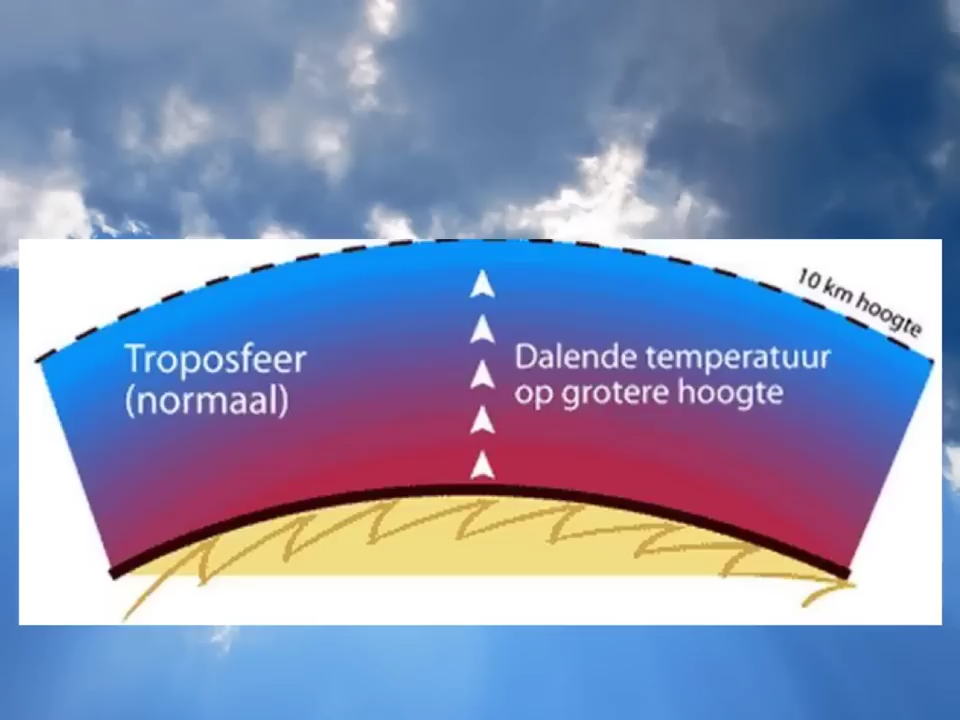 10 km hoogte
Troposfeer
(normaal)
Dalende temperatuur
op grotere hoogte